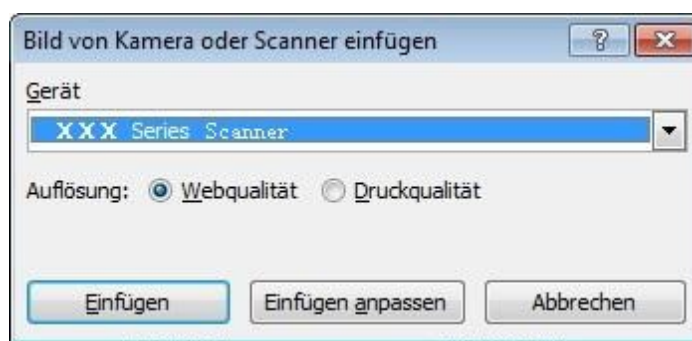 Bild von Kamera oder Scanner einfügen
Gerät
XXX Series Scanner
Auflösung: Webqualität Druckqualität
Einfügen Einfügen anpassen Abbrechen